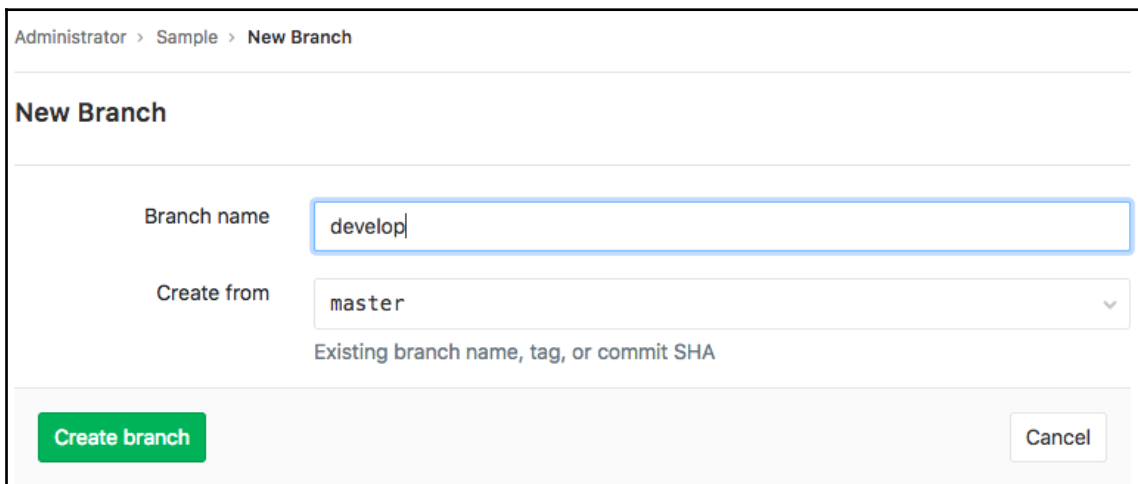 Administrator > Sample > New Branch
New Branch
Branch name
develop
Create from
master
Existing branch name, tag, or commit SHA
Create branch
Cancel